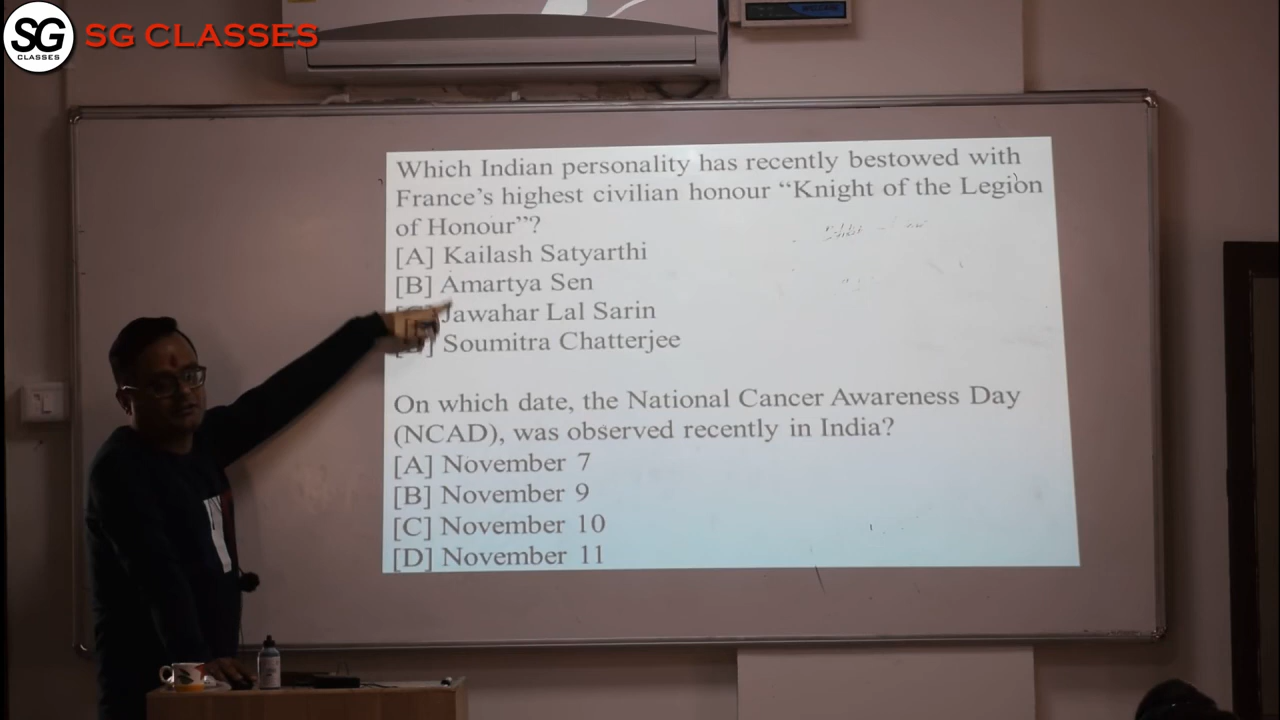 SG
CLASSES
SG CLASSES
Which Indian personality has recently bestowed with
France's highest civilian honour “Knight of the Legion
of Honour”?
[A] Kailash Satyarthi
[B] Amartya Sen
Jawahar Lal Sarin
Soumitra Chatterjee
On which date, the National Cancer Awareness Day
(NCAD), was observed recently in India?
[A] November 7
[B] November 9
[C] November 10
[D] November 11